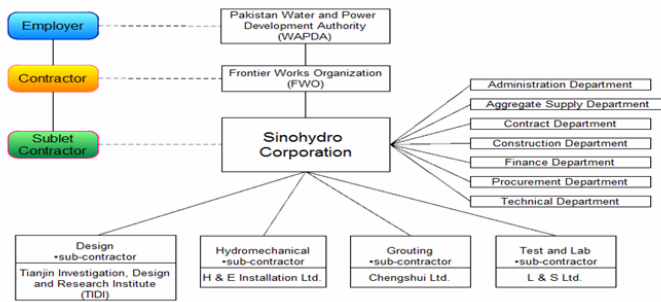 Employer
Pakistan Water and Power
Development Authority
(WAPDA)
Contractor
Frontier Works Organization
(FWO)
Sublet
Contractor
Sinohydro
Corporation
Administration Department
Aggregate Supply Department
Contract Department
Construction Department
Finance Department
Procurement Department
Technical Department
Design
•sub-contractor
Tianjin Investigation, Design
and Research Institute
(TIDI)
Hydromechanical
•sub-contractor
H & E Installation Ltd.
Grouting
•sub-contractor
Chengshui Ltd.
Test and Lab
•sub-contractor
L & S Ltd.